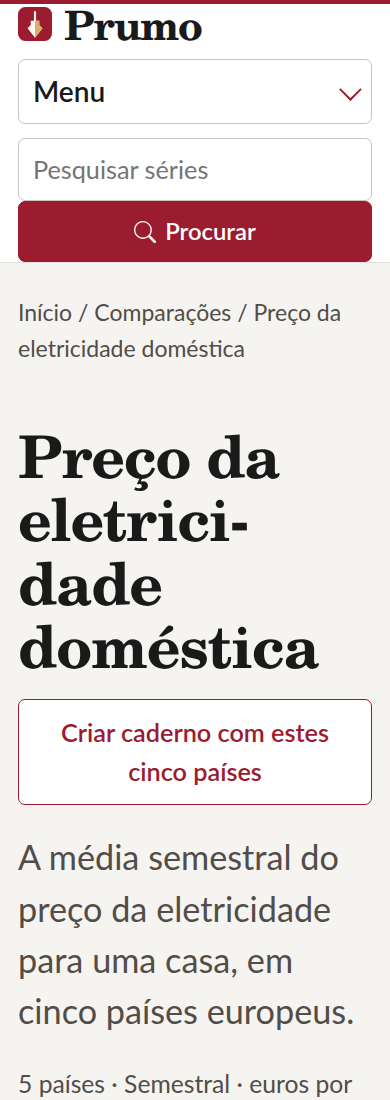 Prumo
Menu
Pesquisar séries
Procurar
Início / Comparações / Preço da
eletricidade doméstica
Preço da
eletrici-
dade
doméstica
Criar caderno com estes
cinco países
A média semestral do
preço da eletricidade
para uma casa, em
cinco países europeus.
5 países · Semestral · euros por